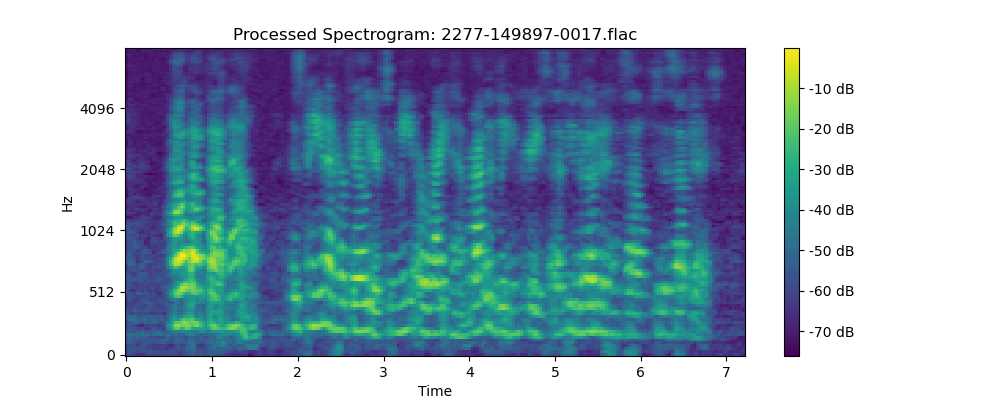 Processed Spectrogram: 2277-149897-0017.flac
Hz
4096
2048
1024
512
0
0 1 2 3 4 5 6 7
Time
-10 dB
-20 dB
-30 dB
-40 dB
-50 dB
-60 dB
-70 dB